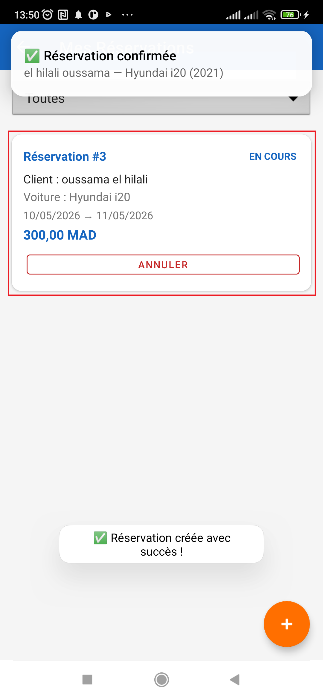 13:50
76
✅ Réservation confirmée
el hilali oussama — Hyundai i20 (2021)
Toutes
Réservation #3
EN COURS
Client : oussama el hilali
Voiture : Hyundai i20
10/05/2026 → 11/05/2026
300,00 MAD
ANNULER
✅ Réservation créée avec
succès !
+